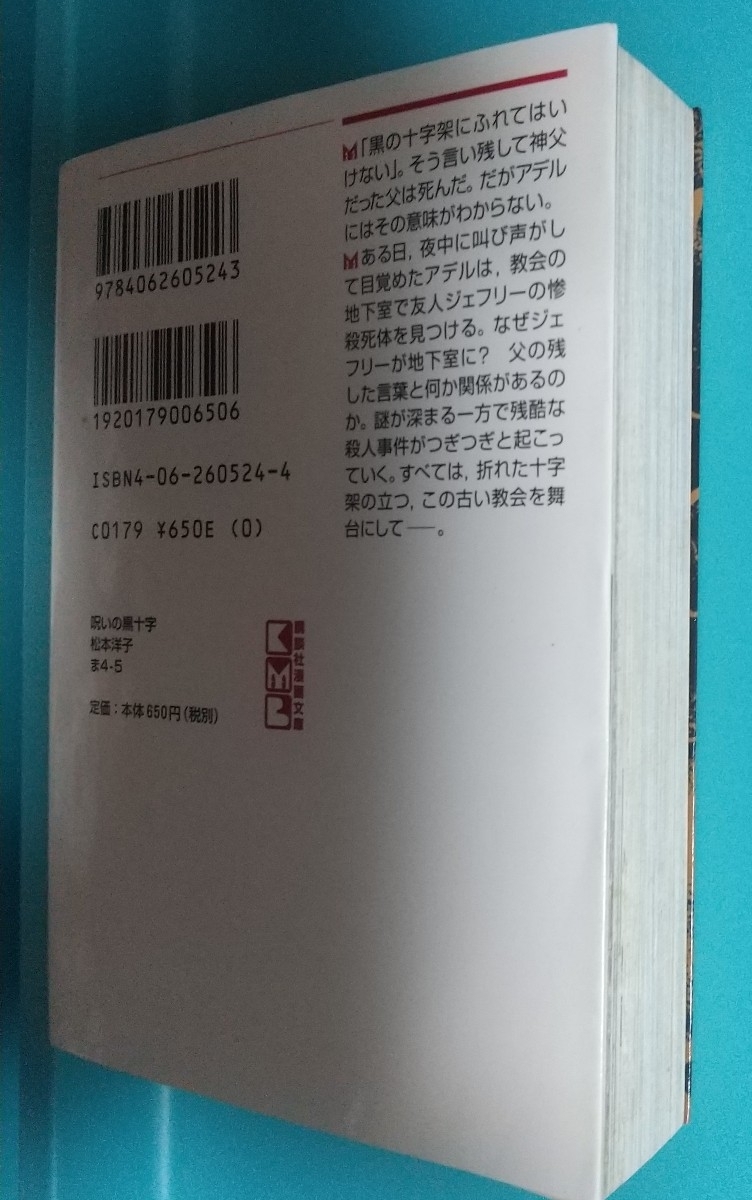 「黒の十字架にふれてはい
けない」。そう言い残して神父
だった父は死んだ。だがアデル
にはその意味がわからない。
ある日，夜中に叫び声がし
て目覚めたアデルは，教会の
地下室で友人ジェフリーの惨
殺死体を見つける。なぜジェ
フリーが地下室に？　父の残
した言葉と何か関係があるの
か。謎が深まる一方で残酷な
殺人事件がつぎつぎと起こっ
ていく。すべては，折れた十字
架の立つ，この古い教会を舞
台にして──。
9784062605243
1920179006506
ISBN4-06-260524-4
C0179 ¥650E (0)
呪いの黒十字
松本洋子
ま4-5
定価：本体650円（税別）
KMC
講談社漫画文庫